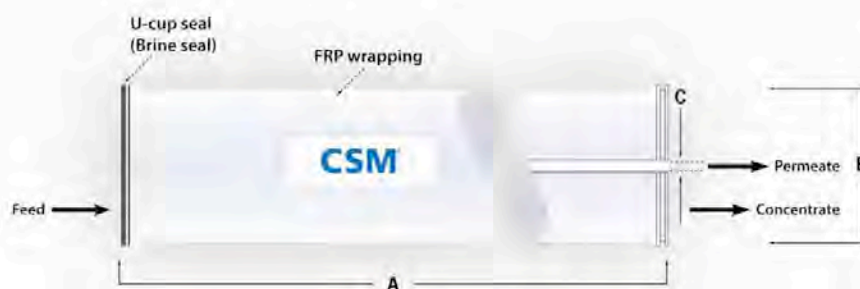 U-cup seal
(Brine seal)
FRP wrapping
C
CSM
Permeate
Feed
Concentrate
A